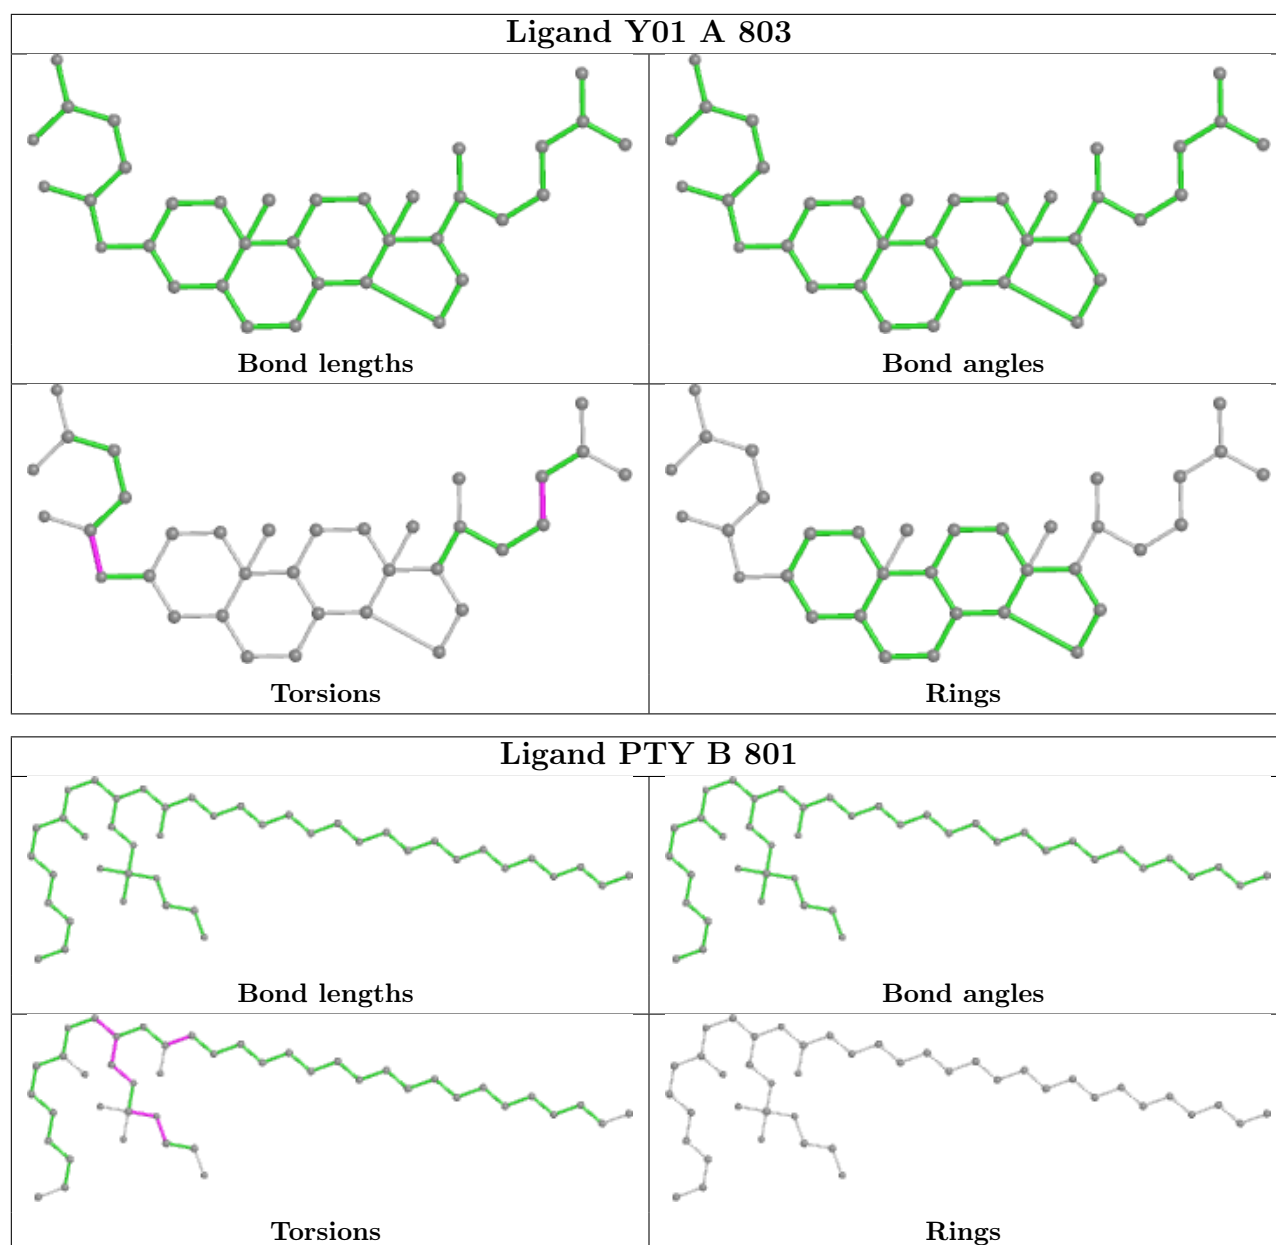 Ligand Y01 A 803
Bond lengths
Bond angles
Torsions
Rings
Ligand PTY B 801
Bond lengths
Bond angles
Torsions
Rings